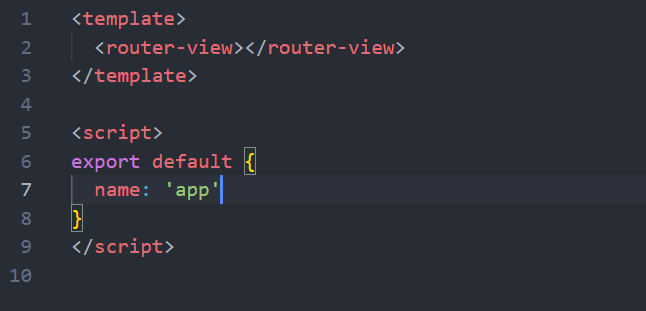 1 <template>
2   <router-view></router-view>
3 </template>
4
5 <script>
6 export default {
7   name: 'app'
8 }
9 </script>
10